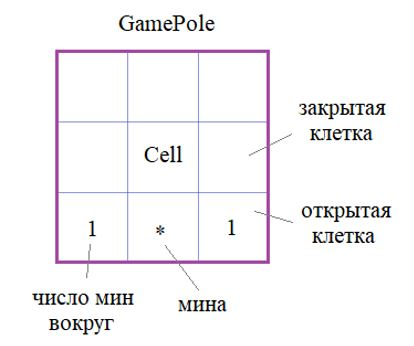 GamePole
закрытая
клетка
Cell
открытая
клетка
1
*
1
число мин
вокруг
мина